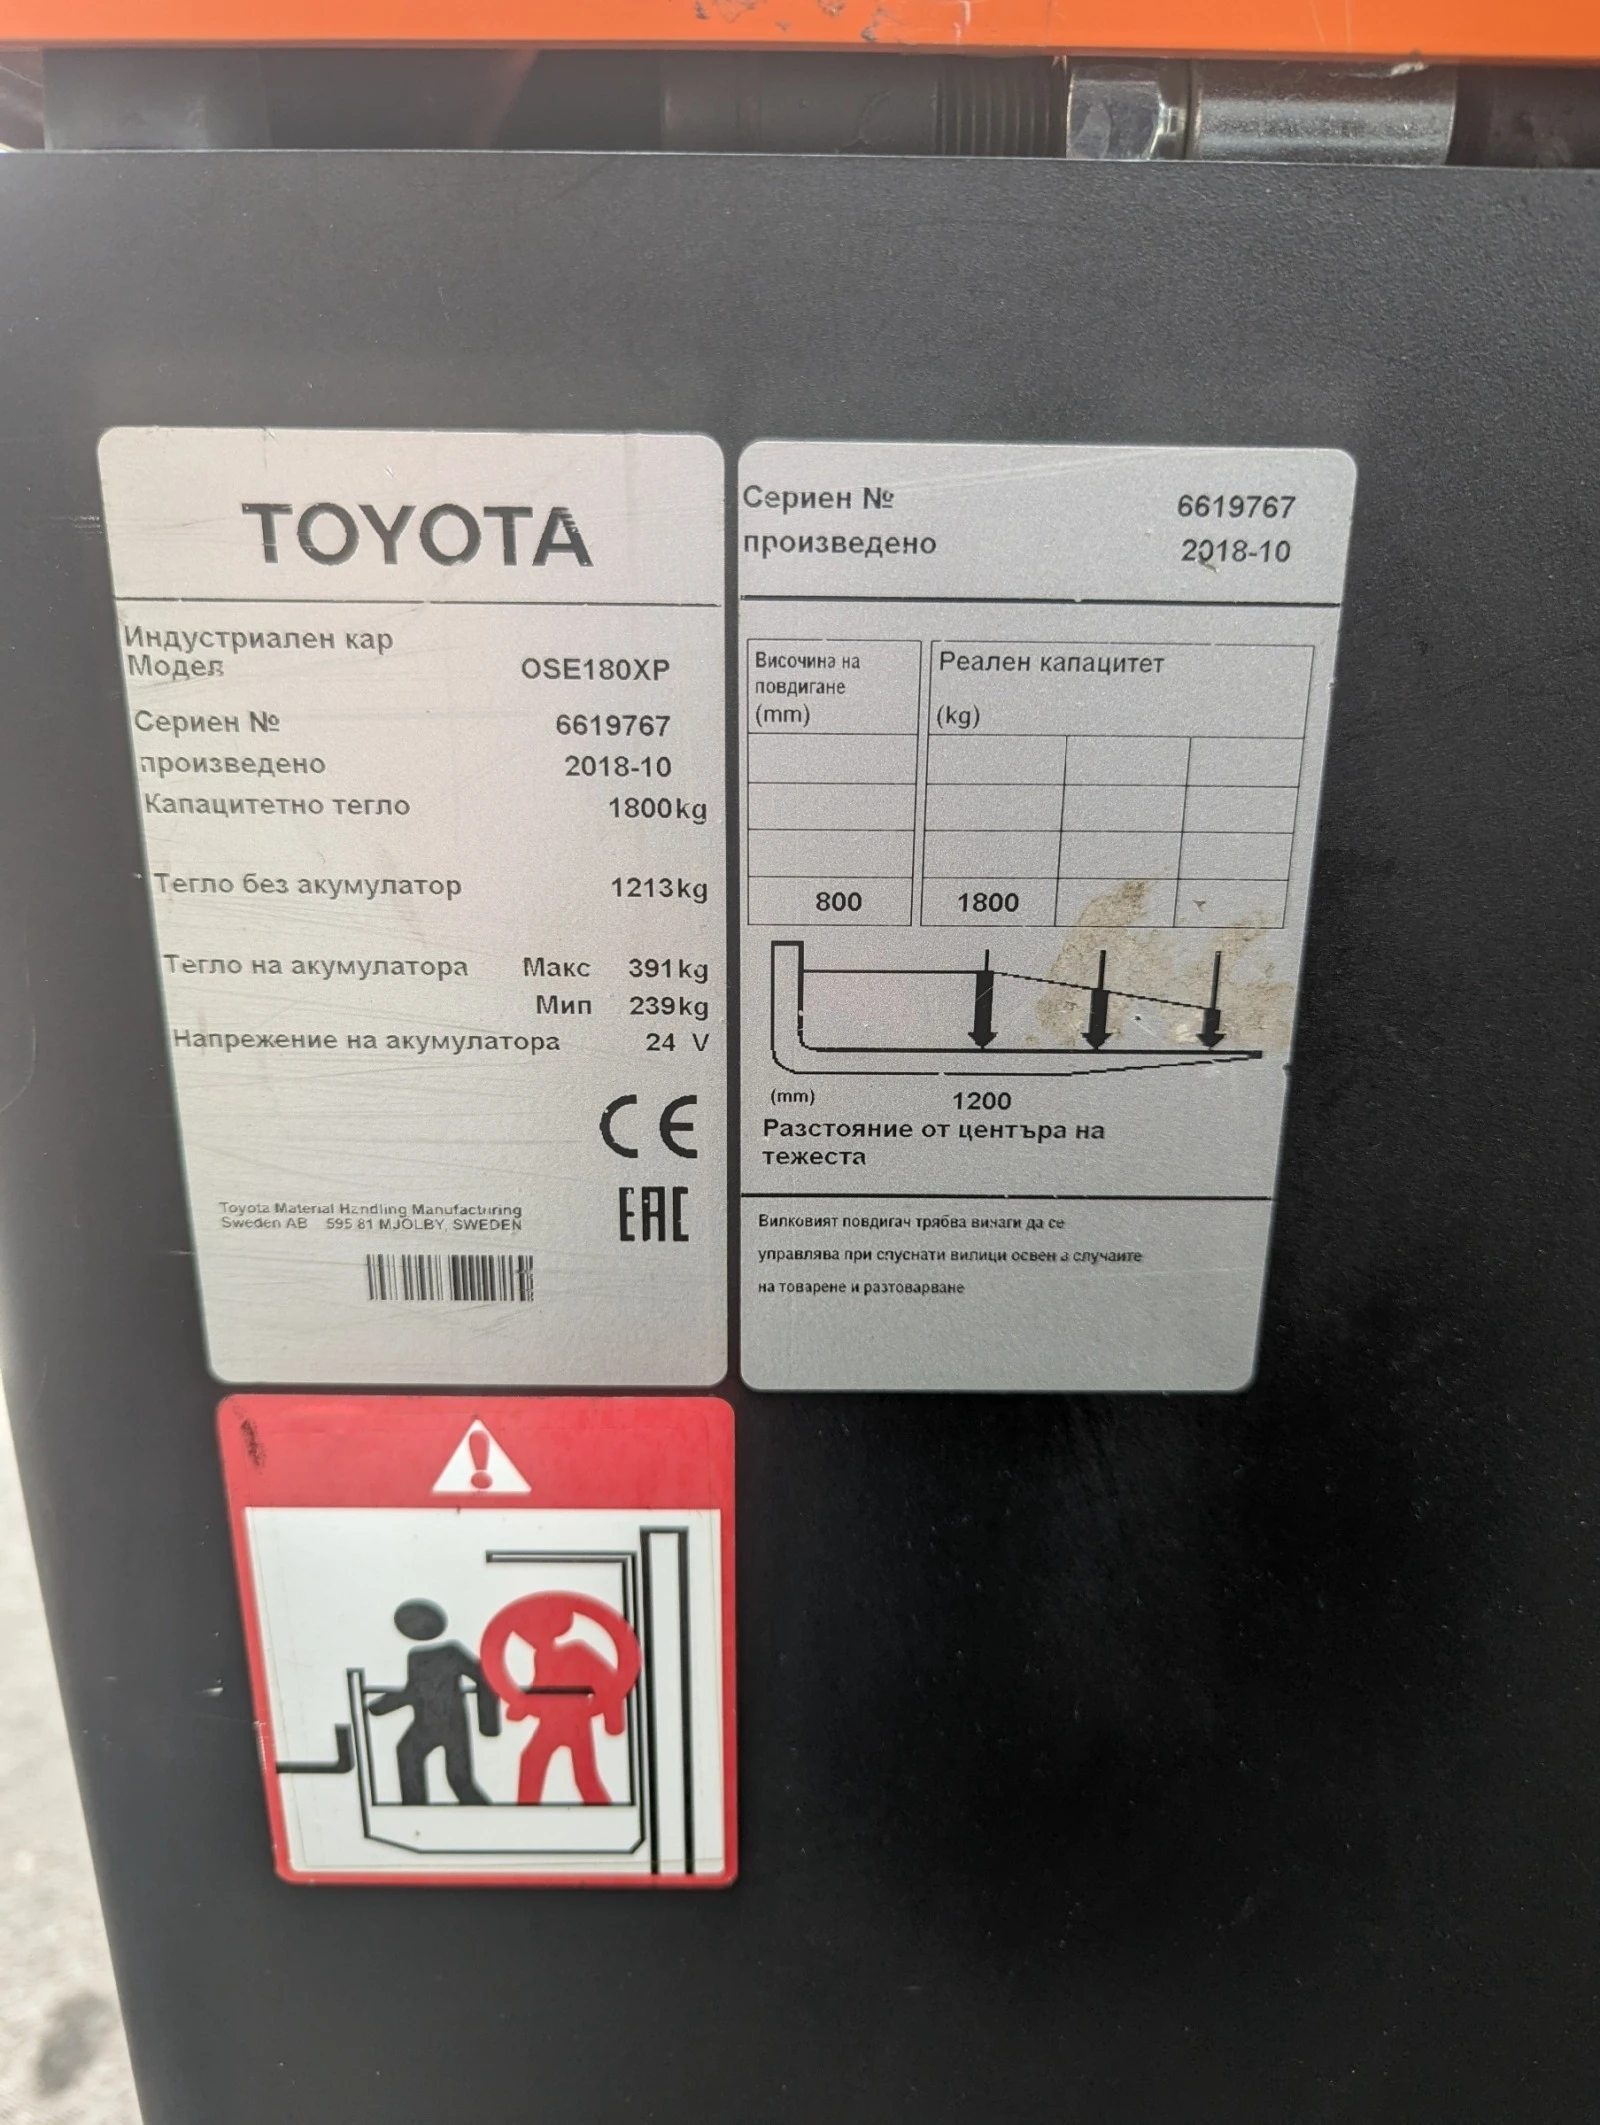 TOYOTA
Индустриален кар
Модел OSE180XP
Сериен № 6619767
произведено 2018-10
Капацитетно тегло 1800kg
Тегло без акумулатор 1213kg
Тегло на акумулатора Макс 391kg
Мип 239kg
Напрежение на акумулатора 24 V
CE
EAC
Toyota Material Handling Manufacturing
Sweden AB 595 81 MJÖLBY, SWEDEN
Сериен № 6619767
произведено 2018-10
Височина на
повдигане
(mm)
Реален капацитет
(kg)
800 1800
(mm) 1200
Разстояние от центъра на
тежеста
Вилковият повдигач трябва винаги да се
управлява при спуснати вилици освен в случаите
на товарене и разтоварване